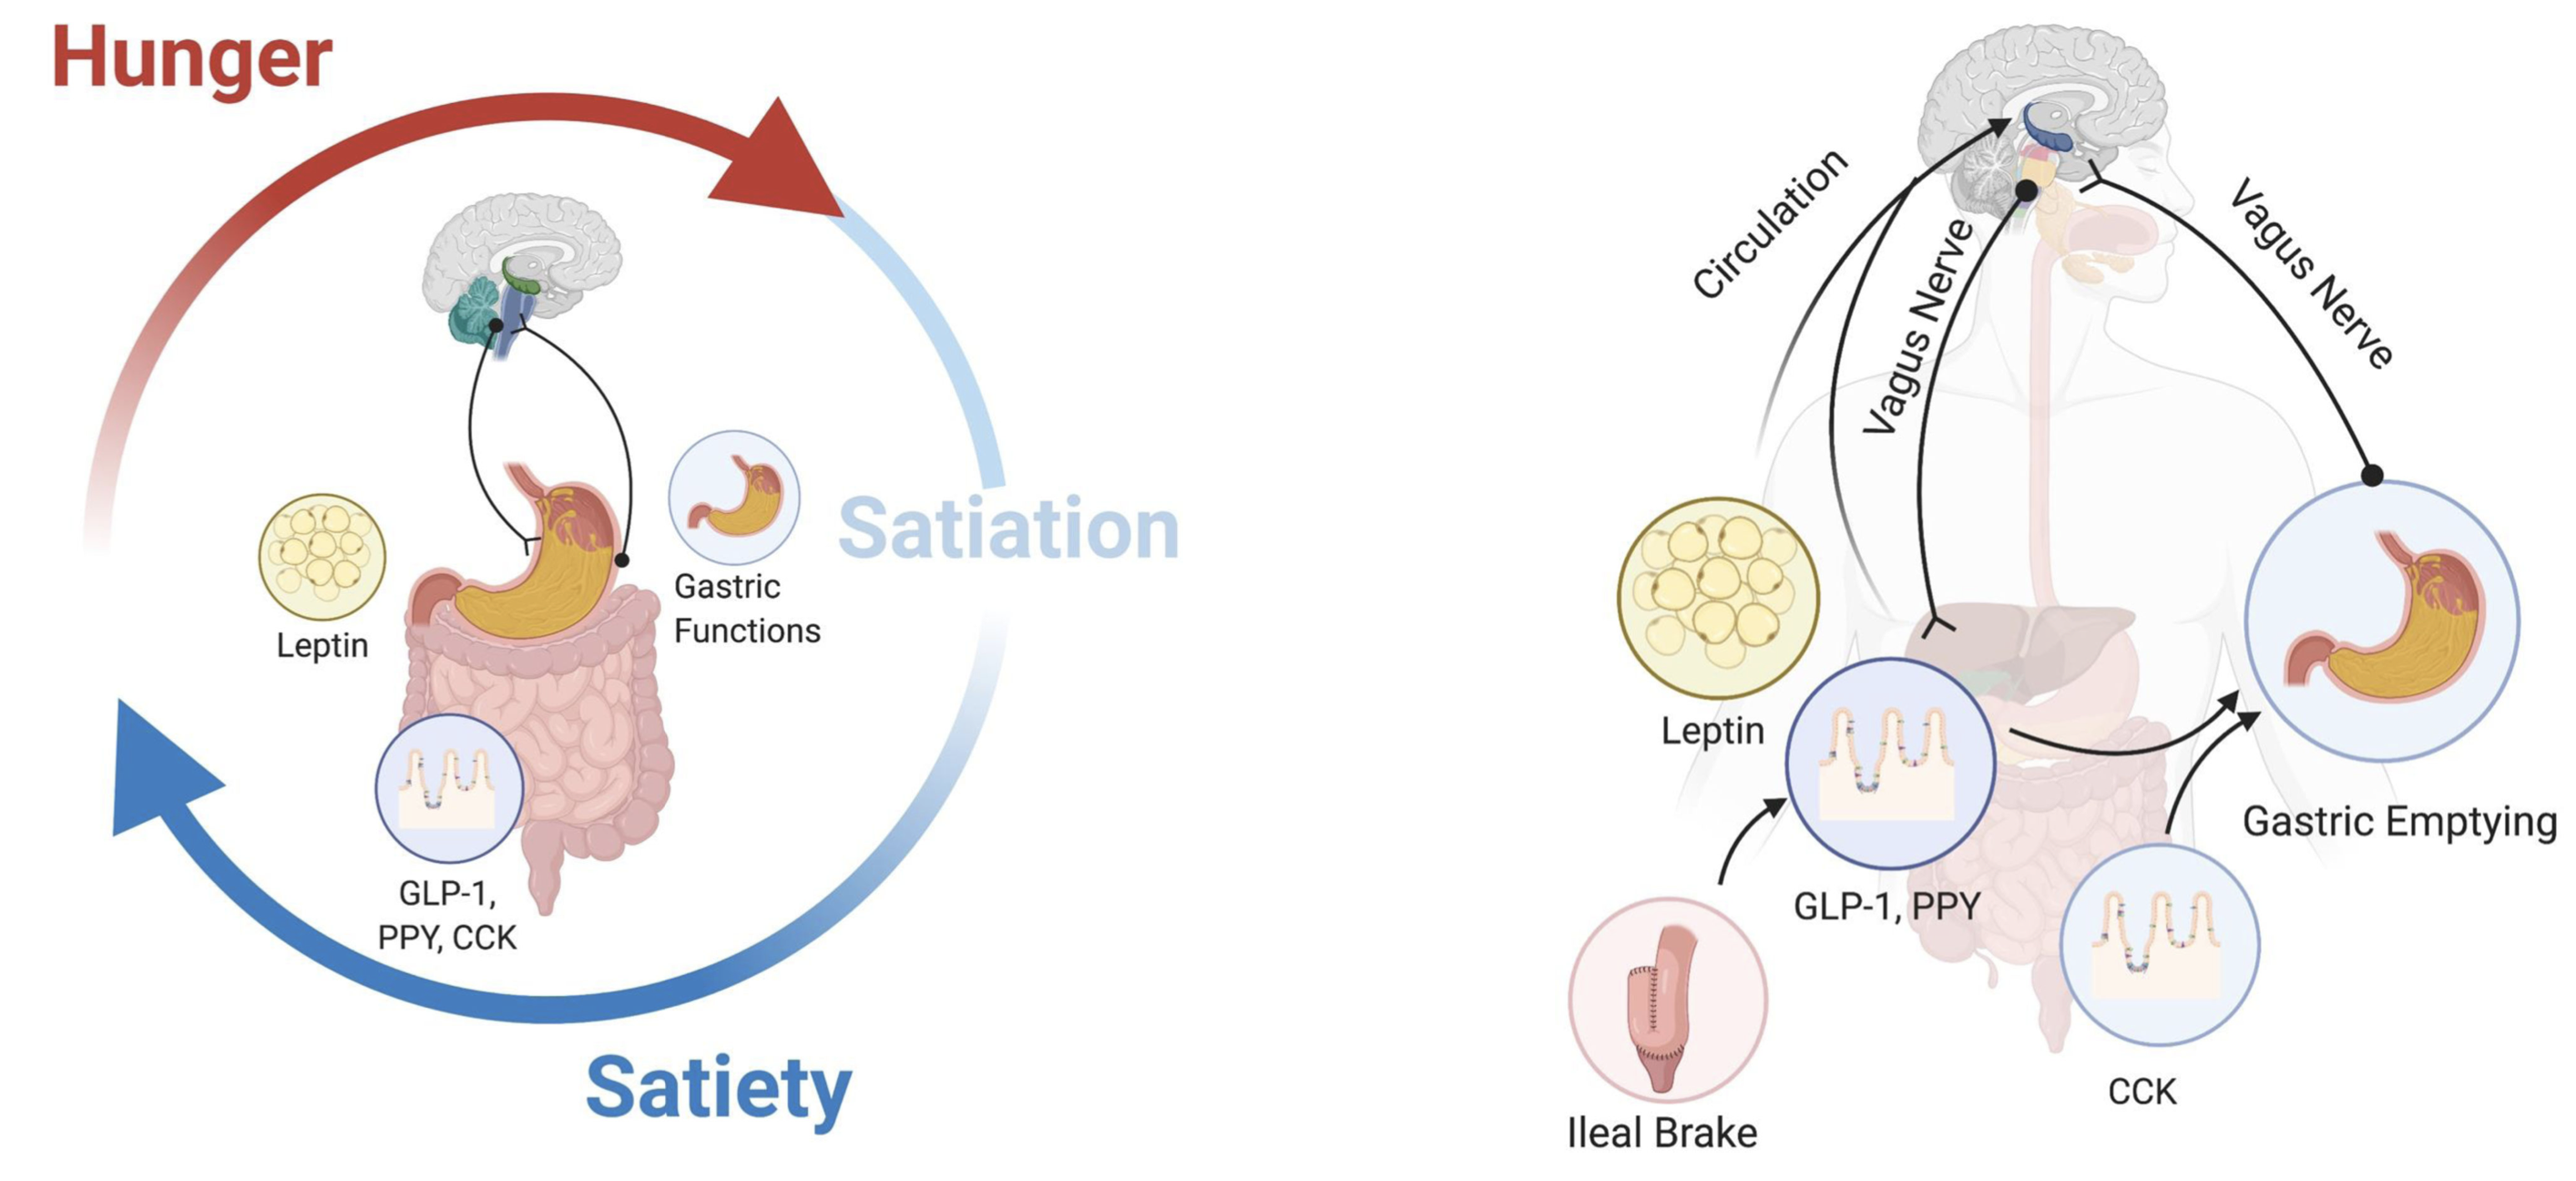 Hunger
Satiation
Gastric
Functions
Leptin
GLP-1,
PPY, CCK
Satiety
Circulation
Vagus Nerve
Vagus Nerve
Leptin
GLP-1, PPY
Gastric Emptying
CCK
Ileal Brake